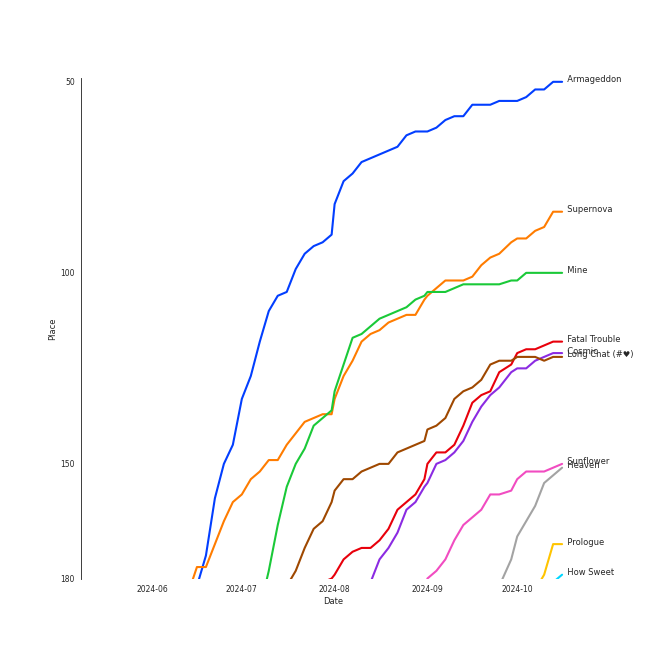 50
Armageddon
Supernova
Mine
100
Fatal Trouble
Cosmic
Long Chat (#♥)
Place
150
Sunflower
Heaven
Prologue
How Sweet
180
2024-06
2024-07
2024-08
2024-09
2024-10
Date